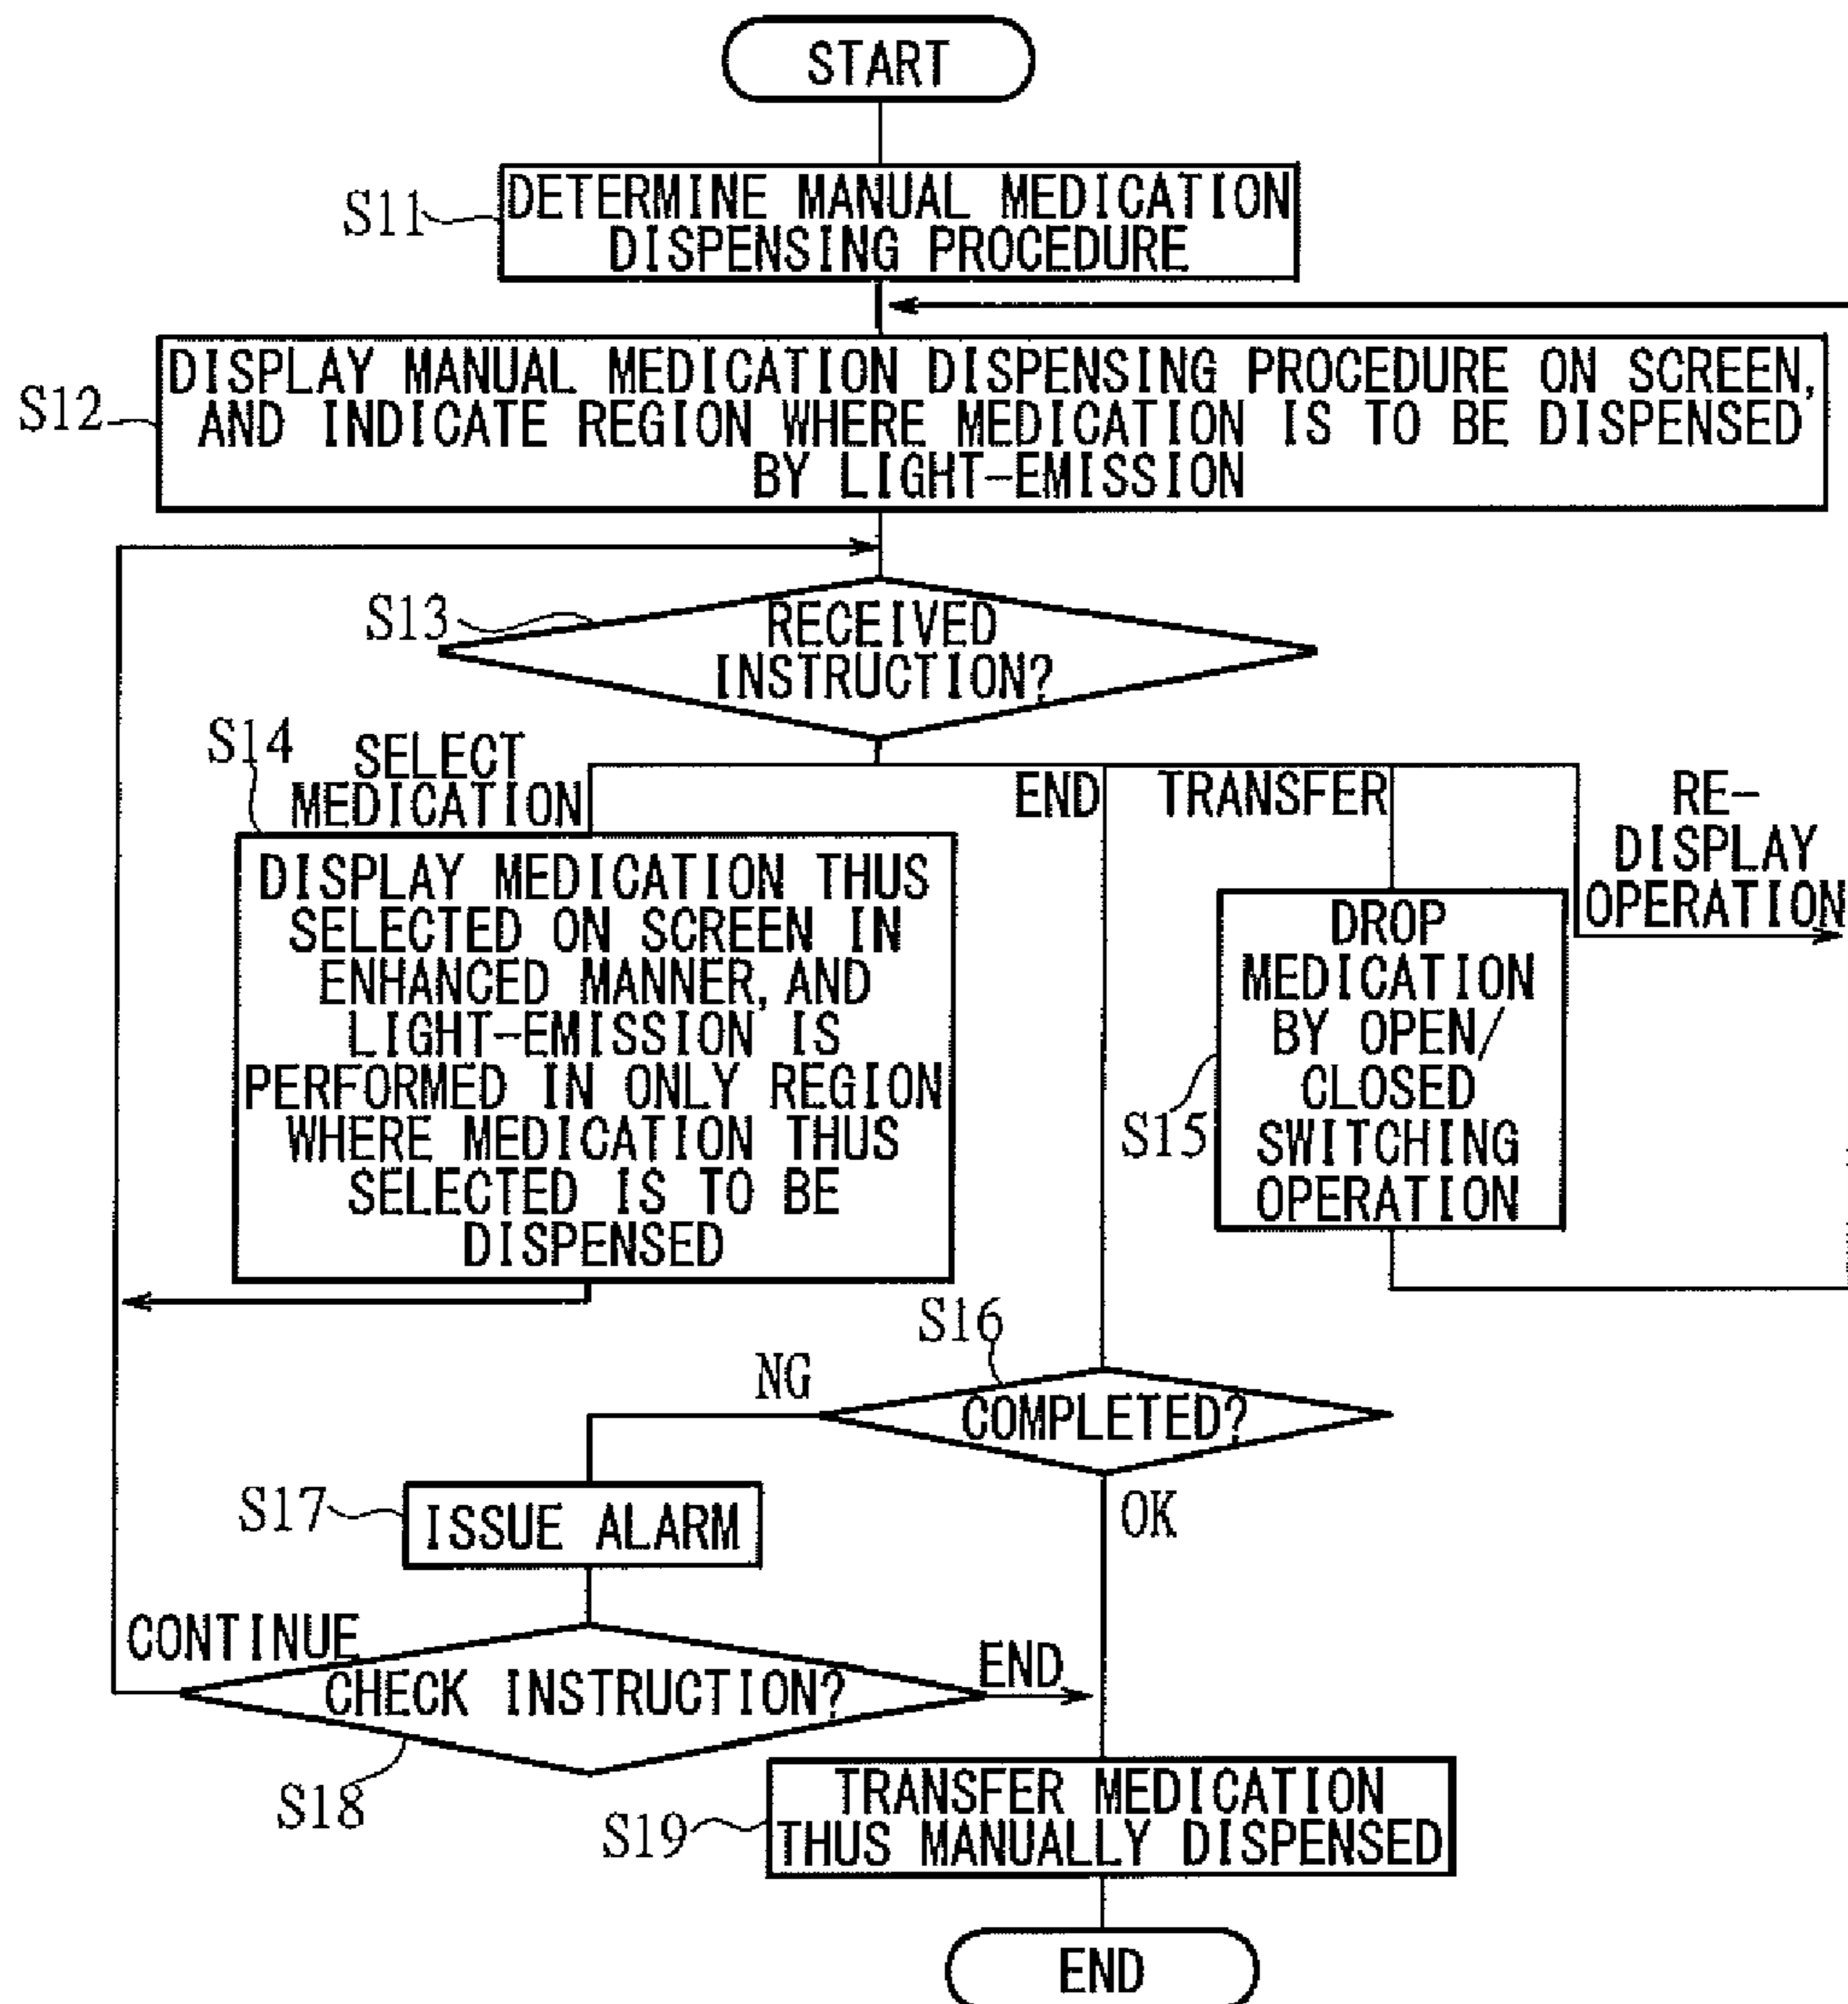 START
S11
DETERMINE MANUAL MEDICATION
DISPENSING PROCEDURE
S12
DISPLAY MANUAL MEDICATION DISPENSING PROCEDURE ON SCREEN,
AND INDICATE REGION WHERE MEDICATION IS TO BE DISPENSED
BY LIGHT-EMISSION
S13
RECEIVED
INSTRUCTION?
S14
SELECT
MEDICATION
END
TRANSFER
RE-
DISPLAY
OPERATION
DISPLAY MEDICATION THUS
SELECTED ON SCREEN IN
ENHANCED MANNER, AND
LIGHT-EMISSION IS
PERFORMED IN ONLY REGION
WHERE MEDICATION THUS
SELECTED IS TO BE
DISPENSED
DROP
MEDICATION
BY OPEN/
CLOSED
SWITCHING
OPERATION
S15
S16
NG
COMPLETED?
S17
ISSUE ALARM
OK
CONTINUE
CHECK INSTRUCTION?
END
S18
S19
TRANSFER MEDICATION
THUS MANUALLY DISPENSED
END